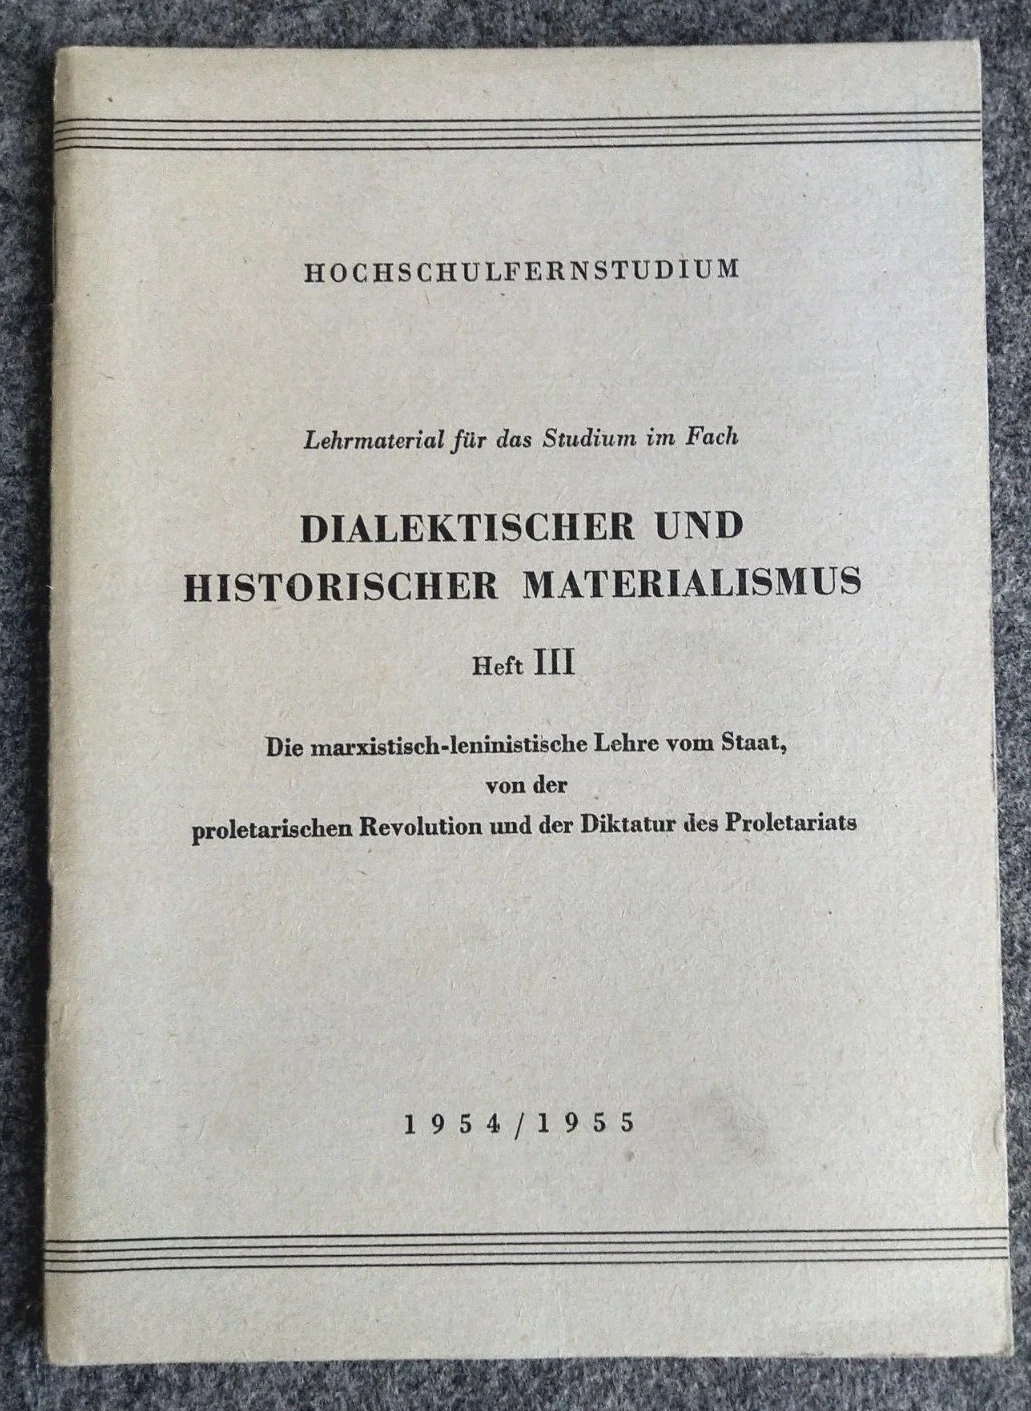 HOCHSCHULFERNSTUDIUM
Lehrmaterial für das Studium im Fach
DIALEKTISCHER UND
HISTORISCHER MATERIALISMUS
Heft III
Die marxistisch-leninistische Lehre vom Staat,
von der
proletarischen Revolution und der Diktatur des Proletariats
1954/1955